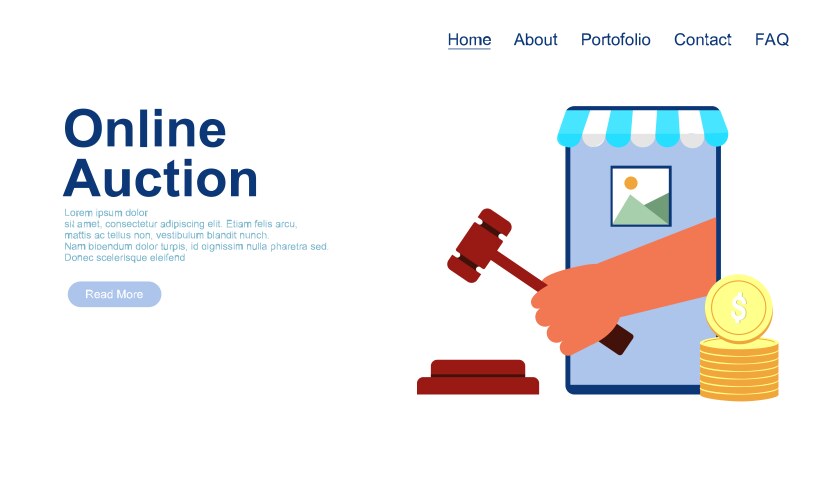 Home About Portofolio Contact FAQ
Online
Auction
Lorem ipsum dolor
sit amet, consectetur adipiscing elit. Etiam felis arcu,
mattis ac tellus non, vestibulum blandit nunch.
Nam bibendum dolor turpis, id dignissim nulla pharetra sed.
Donec scelerisque eleifend
Read More
$